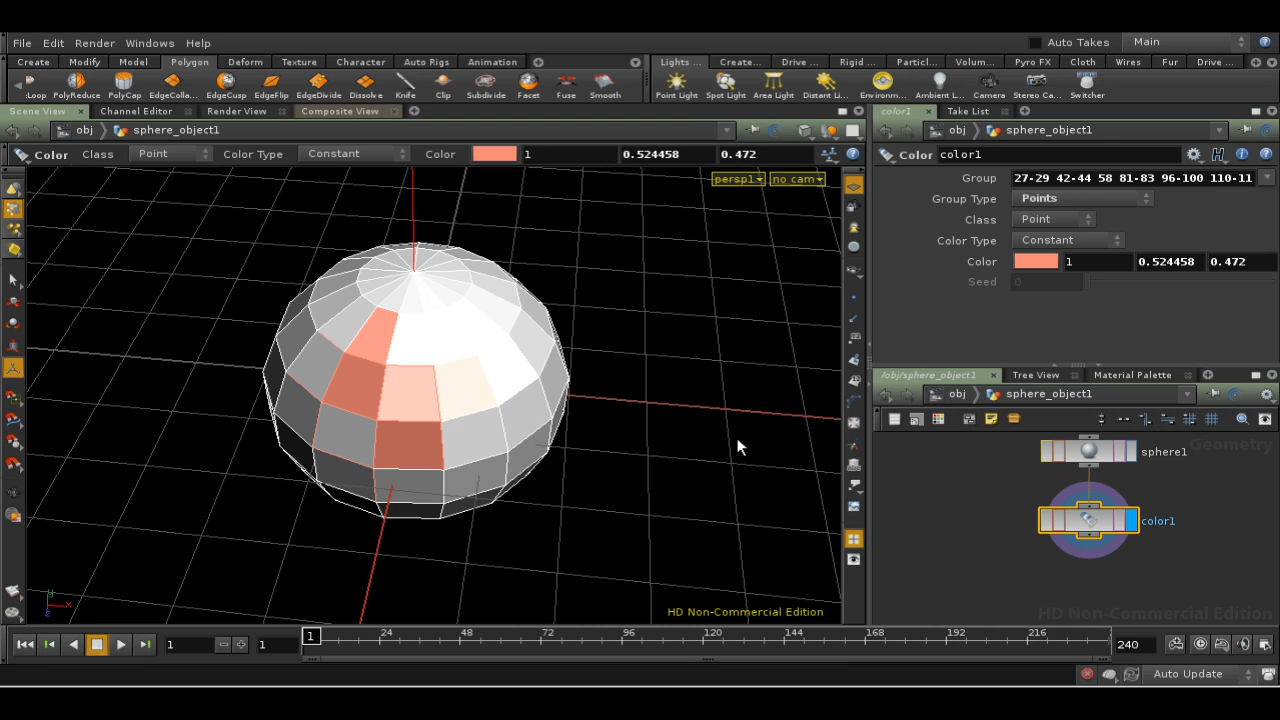 File Edit Render Windows Help Auto Takes Main
Create Modify Model Polygon Deform Texture Character Auto Rigs Animation Lights ... Create... Drive ... Rigid ... Particl... Volum... Pyro FX Cloth Wires Fur Drive ...
:Loop PolyReduce PolyCap EdgeColla... EdgeCusp EdgeFlip EdgeDivide Dissolve Knife Clip Subdivide Facet Fuse Smooth Point Light Spot Light Area Light Distant Li... Environm... Ambient L... Camera Stereo Ca... Switcher
Scene View Channel Editor Render View Composite View color1 Take List
obj sphere_object1 obj sphere_object1
Color Class Point Color Type Constant Color 1 0.524458 0.472 Color color1
persp1 no cam
Group 27-29 42-44 58 81-83 96-100 110-11
Group Type Points
Class Point
Color Type Constant
Color 1 0.524458 0.472
Seed 0
/obj/sphere_object1 Tree View Material Palette
obj sphere_object1
Geometry
sphere1
color1
y x z
HD Non-Commercial Edition HD Non-Commercial Edition
1 1 1 24 48 72 96 120 144 168 192 216 240
Auto Update